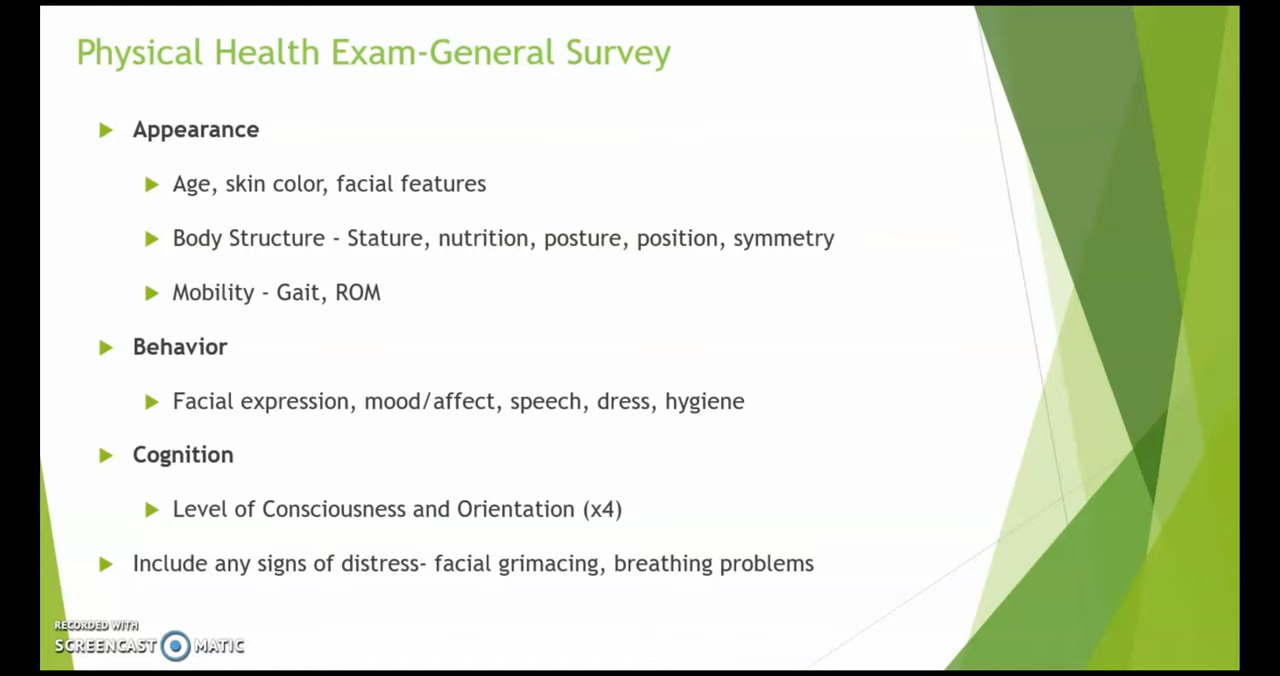 Physical Health Exam-General Survey
Appearance
Age, skin color, facial features
Body Structure - Stature, nutrition, posture, position, symmetry
Mobility - Gait, ROM
Behavior
Facial expression, mood/affect, speech, dress, hygiene
Cognition
Level of Consciousness and Orientation (x4)
Include any signs of distress- facial grimacing, breathing problems
RECORDED WITH
SCREENCAST MATIC